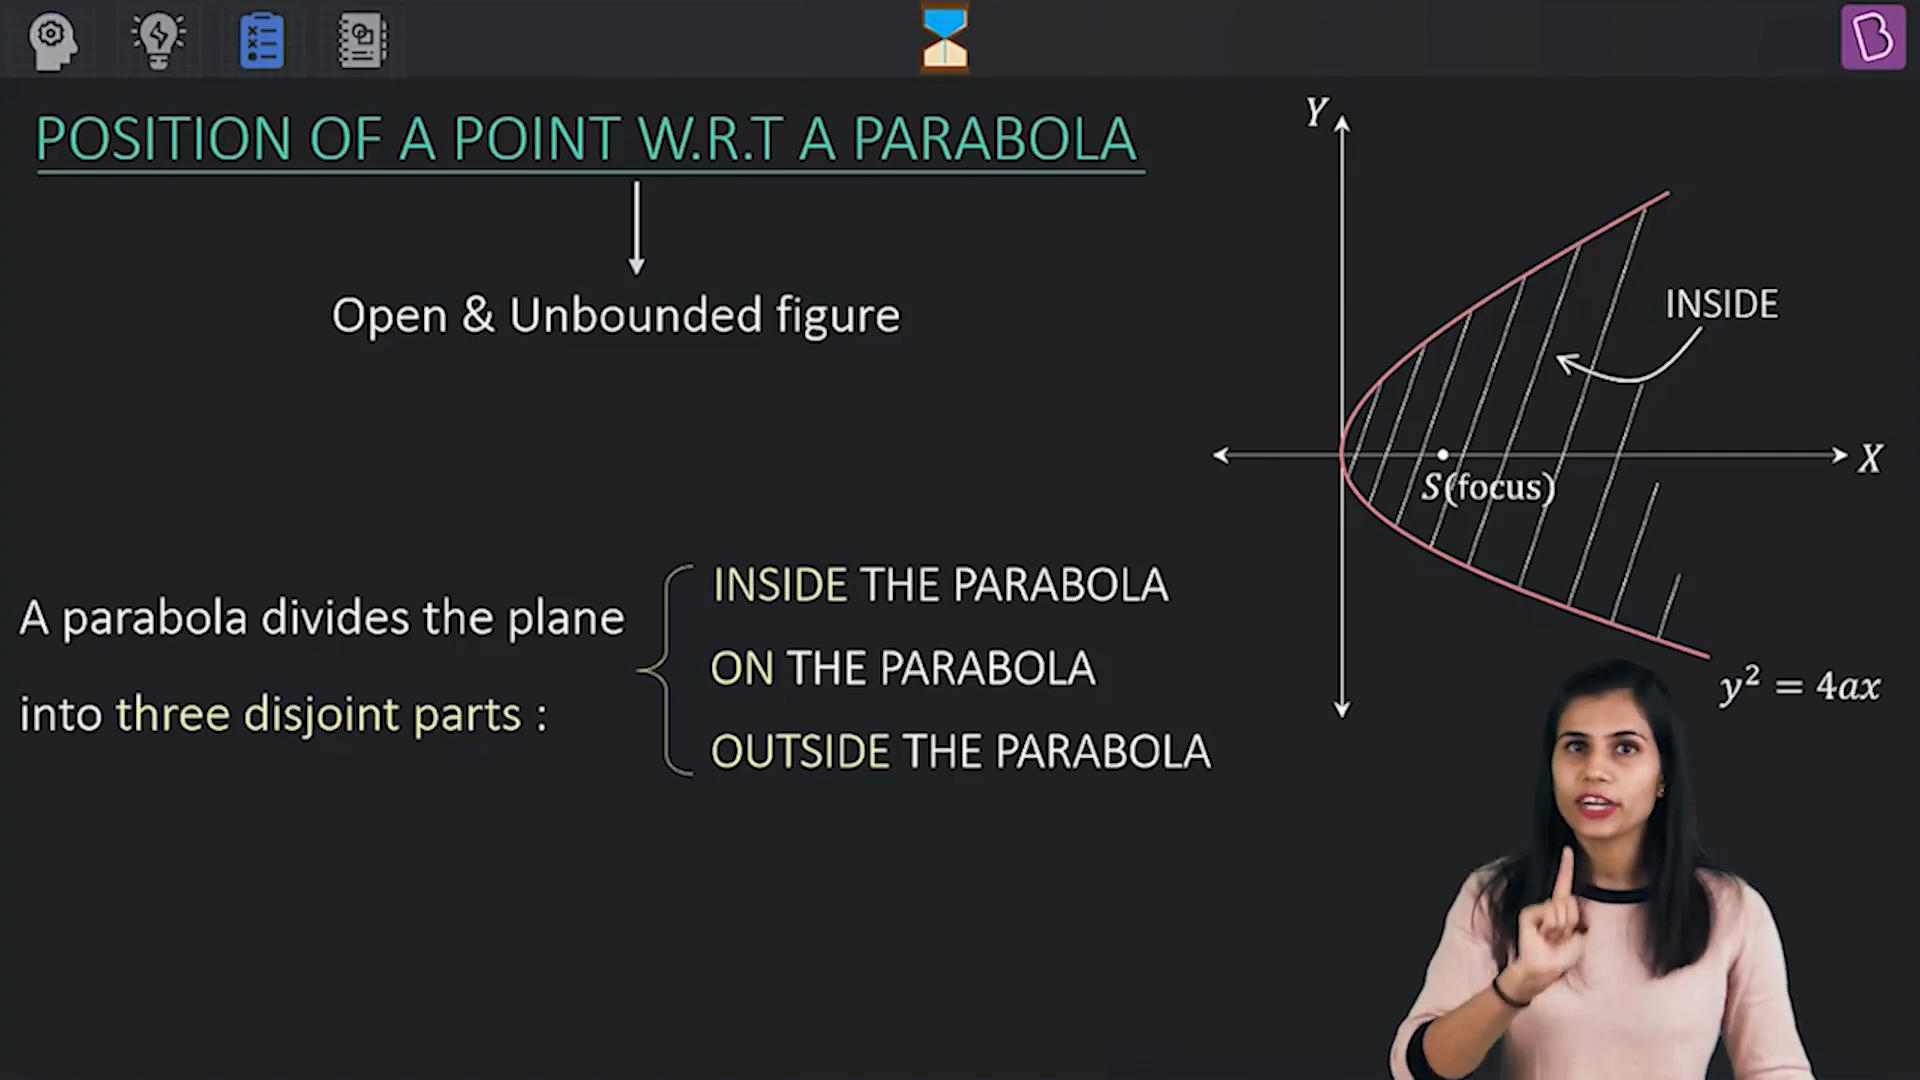 POSITION OF A POINT W.R.T A PARABOLA
Open & Unbounded figure
A parabola divides the plane
into three disjoint parts :
INSIDE THE PARABOLA
ON THE PARABOLA
OUTSIDE THE PARABOLA
Y
INSIDE
X
S(focus)
y² = 4ax
B